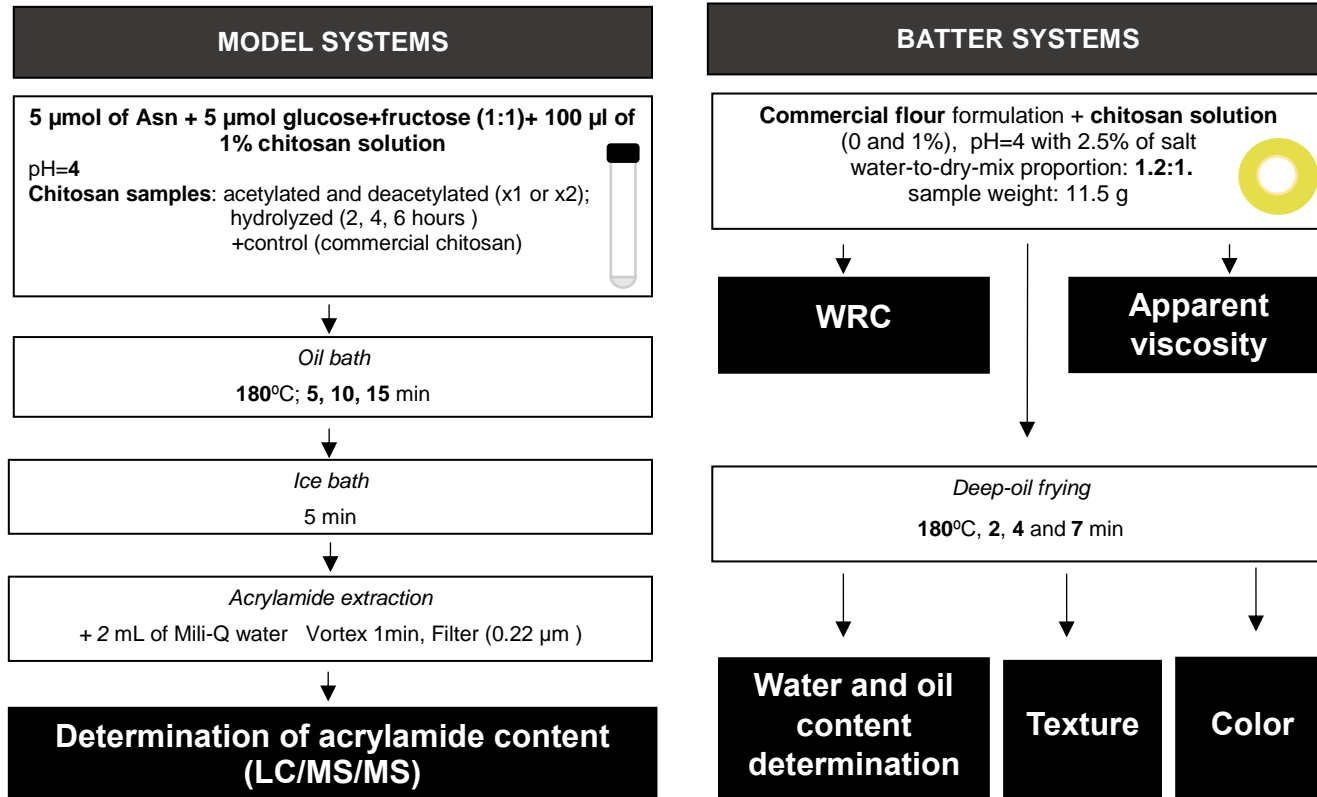 MODEL SYSTEMS
5 µmol of Asn + 5 µmol glucose+fructose (1:1)+ 100 µl of
1% chitosan solution
pH=4
Chitosan samples: acetylated and deacetylated (x1 or x2);
hydrolyzed (2, 4, 6 hours )
+control (commercial chitosan)
Oil bath
180ºC; 5, 10, 15 min
Ice bath
5 min
Acrylamide extraction
+ 2 mL of Mili-Q water Vortex 1min, Filter (0.22 µm )
Determination of acrylamide content
(LC/MS/MS)
BATTER SYSTEMS
Commercial flour formulation + chitosan solution
(0 and 1%), pH=4 with 2.5% of salt
water-to-dry-mix proportion: 1.2:1.
sample weight: 11.5 g
WRC
Apparent
viscosity
Deep-oil frying
180ºC, 2, 4 and 7 min
Water and oil
content
determination
Texture
Color